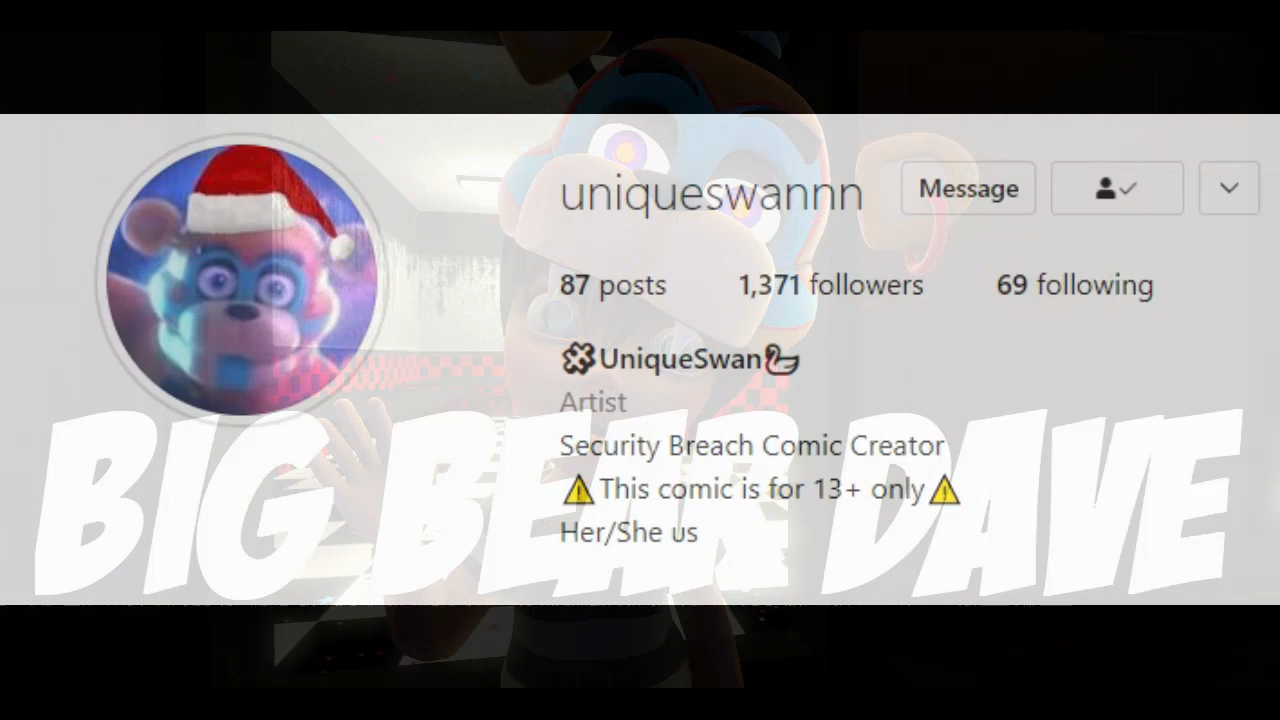 uniqueswannn Message
87 posts 1,371 followers 69 following
UniqueSwan
Artist
Security Breach Comic Creator
⚠️This comic is for 13+ only⚠️
Her/She us
BIG BEAR DAVE